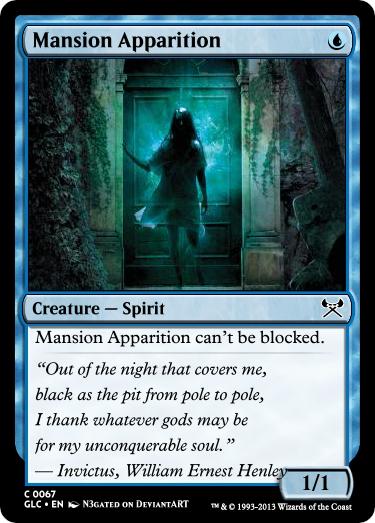 Mansion Apparition
Creature — Spirit
Mansion Apparition can't be blocked.
“Out of the night that covers me,
black as the pit from pole to pole,
I thank whatever gods may be
for my unconquerable soul.”
— Invictus, William Ernest Henley
1/1
C 0067
GLC • EN N3GATED ON DEVIANTART
™ & © 1993-2013 Wizards of the Coast